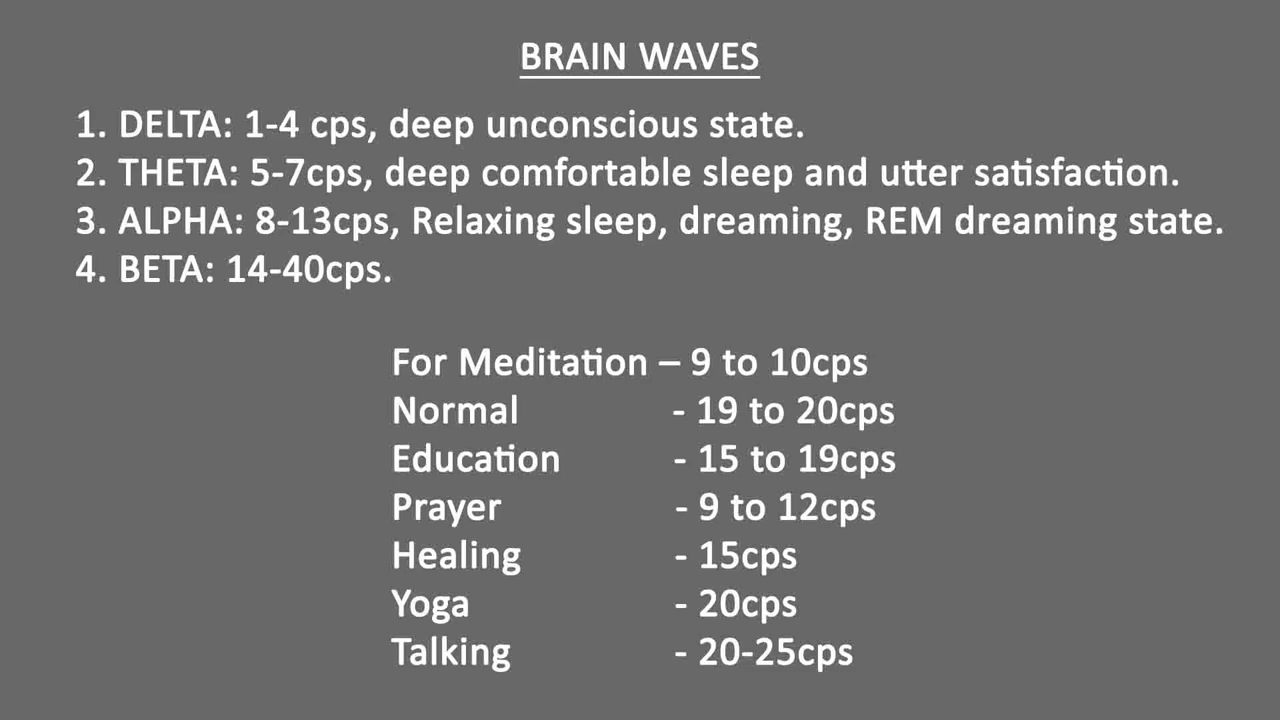 BRAIN WAVES
1. DELTA: 1-4 cps, deep unconscious state.
2. THETA: 5-7cps, deep comfortable sleep and utter satisfaction.
3. ALPHA: 8-13cps, Relaxing sleep, dreaming, REM dreaming state.
4. BETA: 14-40cps.
For Meditation – 9 to 10cps
Normal - 19 to 20cps
Education - 15 to 19cps
Prayer - 9 to 12cps
Healing - 15cps
Yoga - 20cps
Talking - 20-25cps